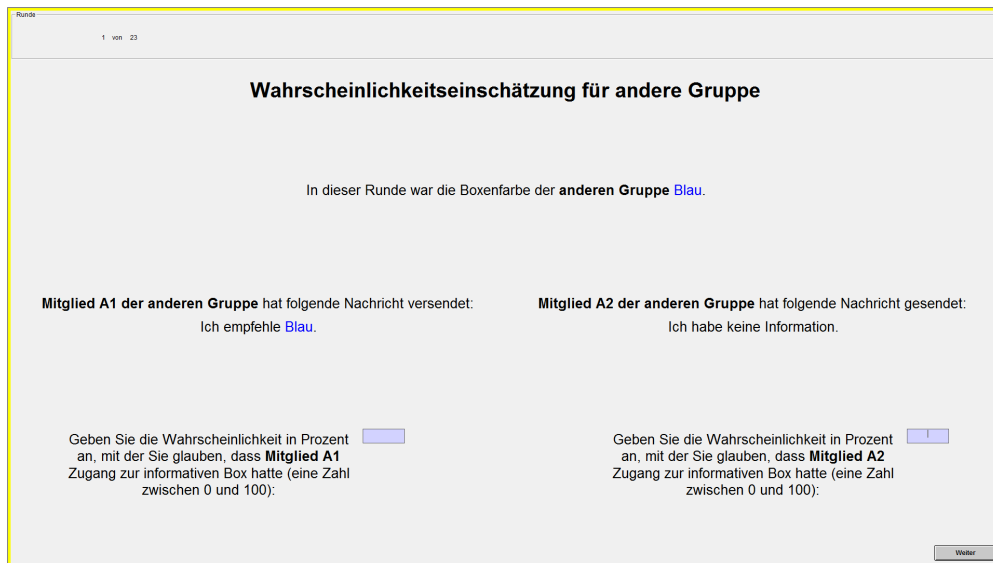 Runde
1 von 23
Wahrscheinlichkeitseinschätzung für andere Gruppe
In dieser Runde war die Boxenfarbe der anderen Gruppe Blau.
Mitglied A1 der anderen Gruppe hat folgende Nachricht versendet:
Ich empfehle Blau.
Mitglied A2 der anderen Gruppe hat folgende Nachricht gesendet:
Ich habe keine Information.
Geben Sie die Wahrscheinlichkeit in Prozent
an, mit der Sie glauben, dass Mitglied A1
Zugang zur informativen Box hatte (eine Zahl
zwischen 0 und 100):
Geben Sie die Wahrscheinlichkeit in Prozent
an, mit der Sie glauben, dass Mitglied A2
Zugang zur informativen Box hatte (eine Zahl
zwischen 0 und 100):
Weiter